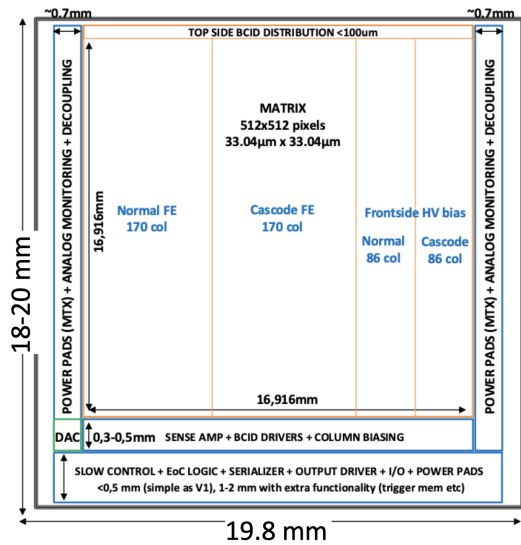 ~0.7mm
~0.7mm
TOP SIDE BCID DISTRIBUTION <100um
POWER PADS (MTX) + ANALOG MONITORING + DECOUPLING
MATRIX
512x512 pixels
33.04µm x 33.04µm
16,916mm
Normal FE
170 col
Cascode FE
170 col
Frontside HV bias
Normal
86 col
Cascode
86 col
POWER PADS (MTX) + ANALOG MONITORING + DECOUPLING
18-20 mm
16,916mm
DAC
0,3-0,5mm
SENSE AMP + BCID DRIVERS + COLUMN BIASING
SLOW CONTROL + EoC LOGIC + SERIALIZER + OUTPUT DRIVER + I/O + POWER PADS
<0,5 mm (simple as V1), 1-2 mm with extra functionality (trigger mem etc)
19.8 mm